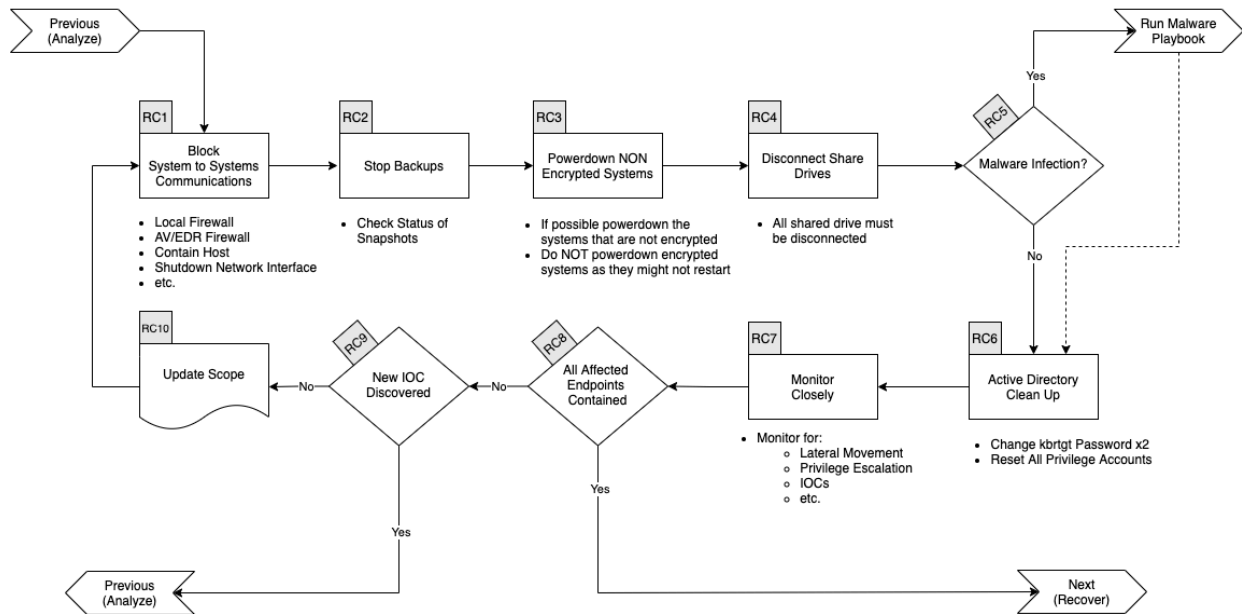 Previous
(Analyze)
Run Malware
Playbook
Yes
RC1
Block
System to Systems
Communications
• Local Firewall
• AV/EDR Firewall
• Contain Host
• Shutdown Network Interface
• etc.
RC2
Stop Backups
• Check Status of
Snapshots
RC3
Powerdown NON
Encrypted Systems
• If possible powerdown the
systems that are not encrypted
• Do NOT powerdown encrypted
systems as they might not restart
RC4
Disconnect Share
Drives
• All shared drive must
be disconnected
RC5
Malware Infection?
No
RC6
Active Directory
Clean Up
• Change kbrtgt Password x2
• Reset All Privilege Accounts
RC7
Monitor
Closely
• Monitor for:
○ Lateral Movement
○ Privilege Escalation
○ IOCs
○ etc.
RC8
All Affected
Endpoints
Contained
No
Yes
RC9
New IOC
Discovered
No
Yes
RC10
Update Scope
Previous
(Analyze)
Next
(Recover)